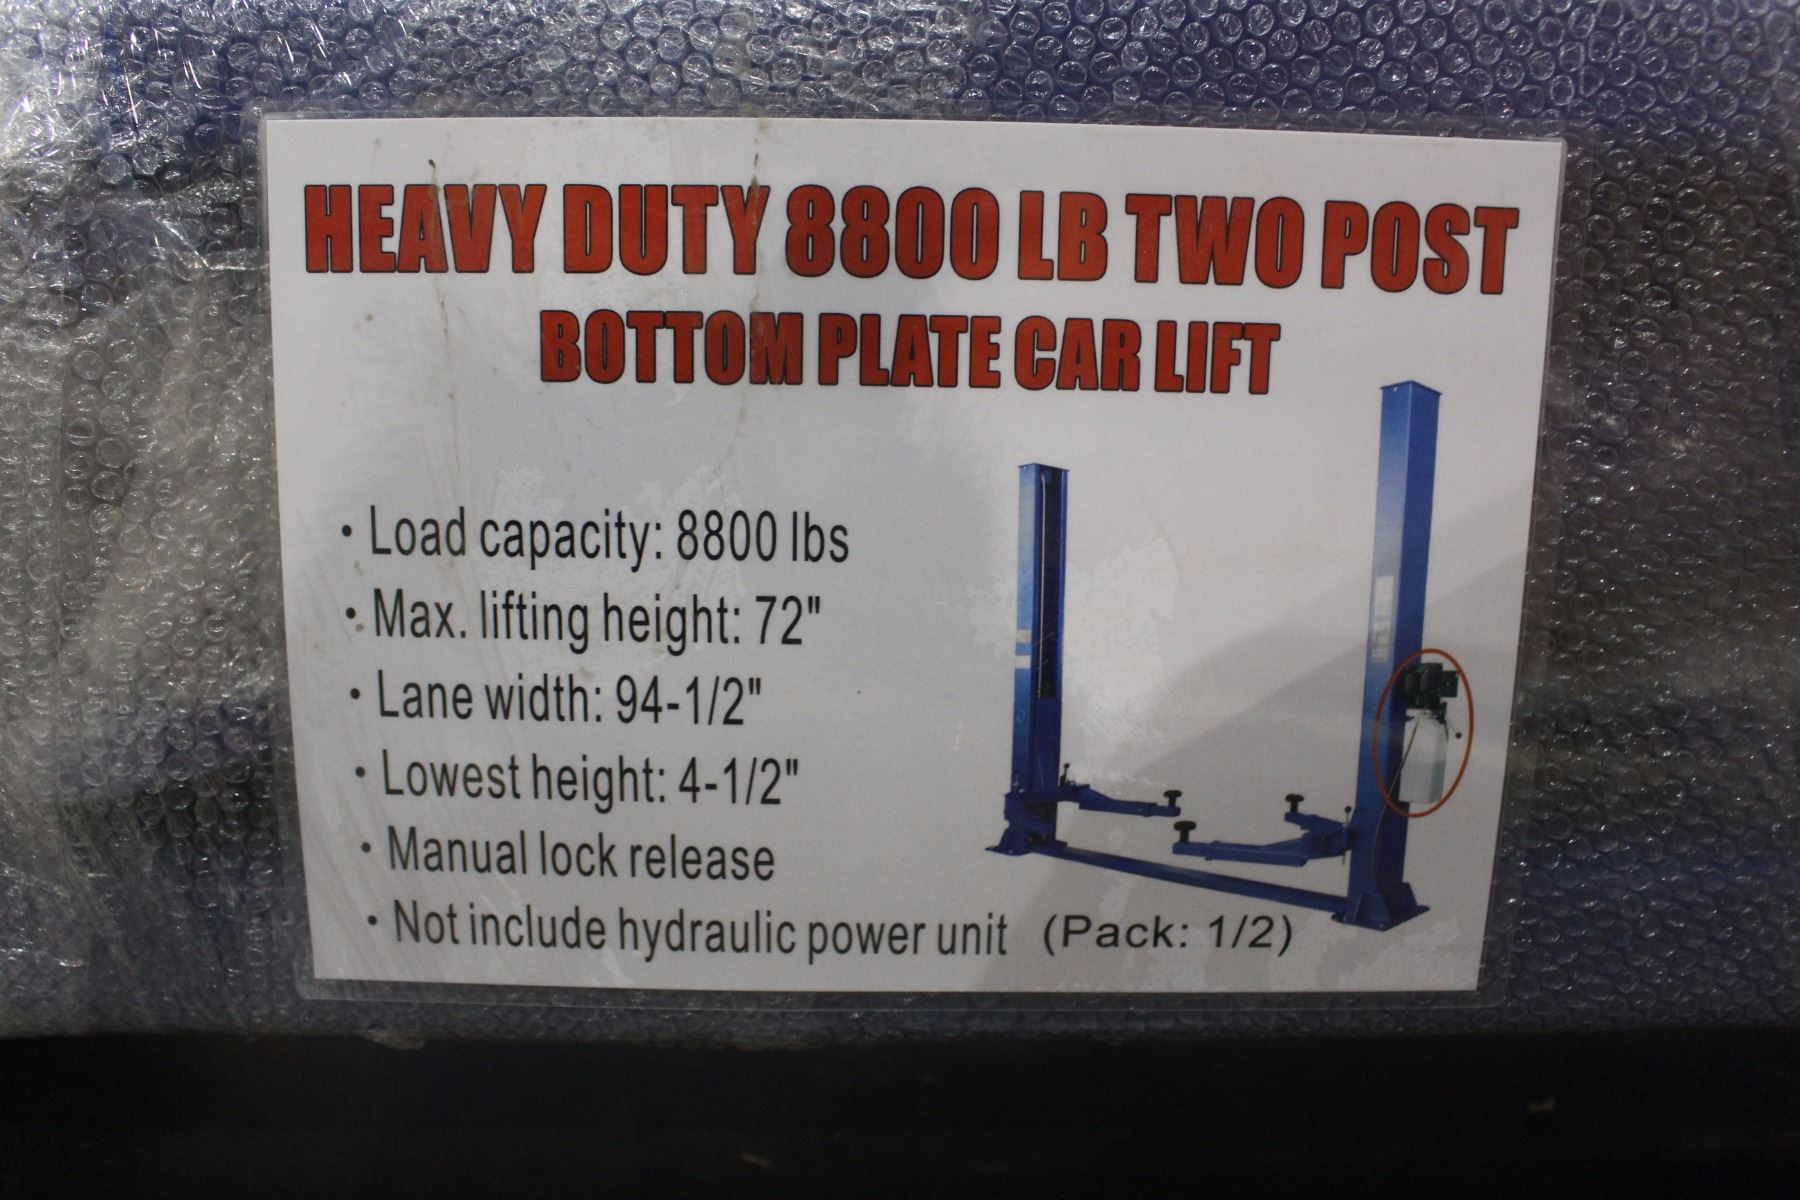 HEAVY DUTY 8800 LB TWO POST
BOTTOM PLATE CAR LIFT
• Load capacity: 8800 lbs
• Max. lifting height: 72"
• Lane width: 94-1/2"
• Lowest height: 4-1/2"
• Manual lock release
• Not include hydraulic power unit (Pack: 1/2)